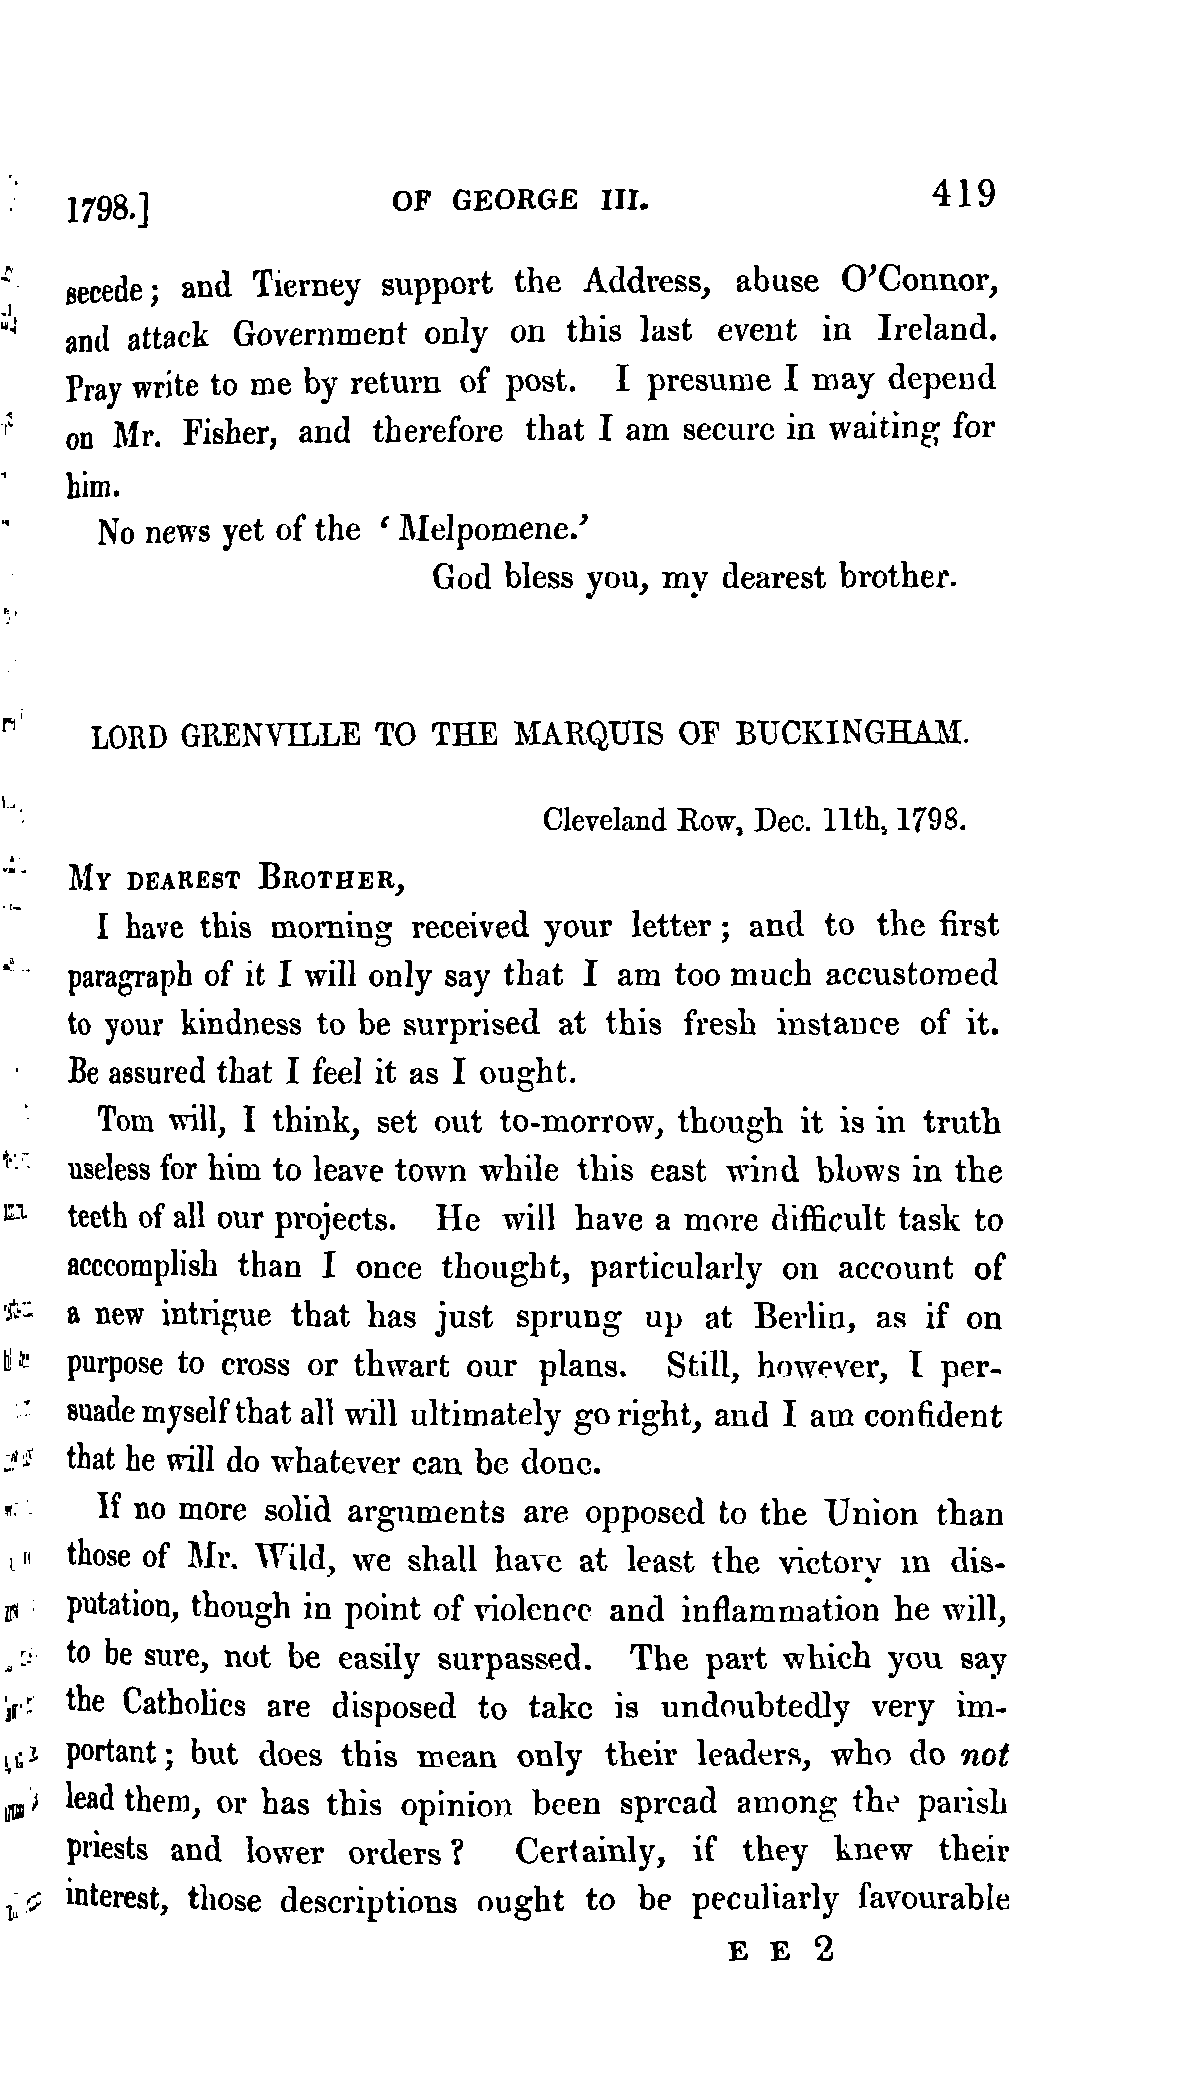 1798.] OF GEORGE III. 419
secede; and Tierney support the Address, abuse O'Connor,
and attack Government only on this last event in Ireland.
Pray write to me by return of post. I presume I may depend
on Mr. Fisher, and therefore that I am secure in waiting for
him.
No news yet of the ‘Melpomene.’
God bless you, my dearest brother.
LORD GRENVILLE TO THE MARQUIS OF BUCKINGHAM.
Cleveland Row, Dec. 11th, 1798.
MY DEAREST BROTHER,
I have this morning received your letter; and to the first
paragraph of it I will only say that I am too much accustomed
to your kindness to be surprised at this fresh instance of it.
Be assured that I feel it as I ought.
Tom will, I think, set out to-morrow, though it is in truth
useless for him to leave town while this east wind blows in the
teeth of all our projects. He will have a more difficult task to
acccomplish than I once thought, particularly on account of
a new intrigue that has just sprung up at Berlin, as if on
purpose to cross or thwart our plans. Still, however, I per-
suade myself that all will ultimately go right, and I am confident
that he will do whatever can be done.
If no more solid arguments are opposed to the Union than
those of Mr. Wild, we shall have at least the victory in dis-
putation, though in point of violence and inflammation he will,
to be sure, not be easily surpassed. The part which you say
the Catholics are disposed to take is undoubtedly very im-
portant; but does this mean only their leaders, who do not
lead them, or has this opinion been spread among the parish
priests and lower orders? Certainly, if they knew their
interest, those descriptions ought to be peculiarly favourable
E E 2